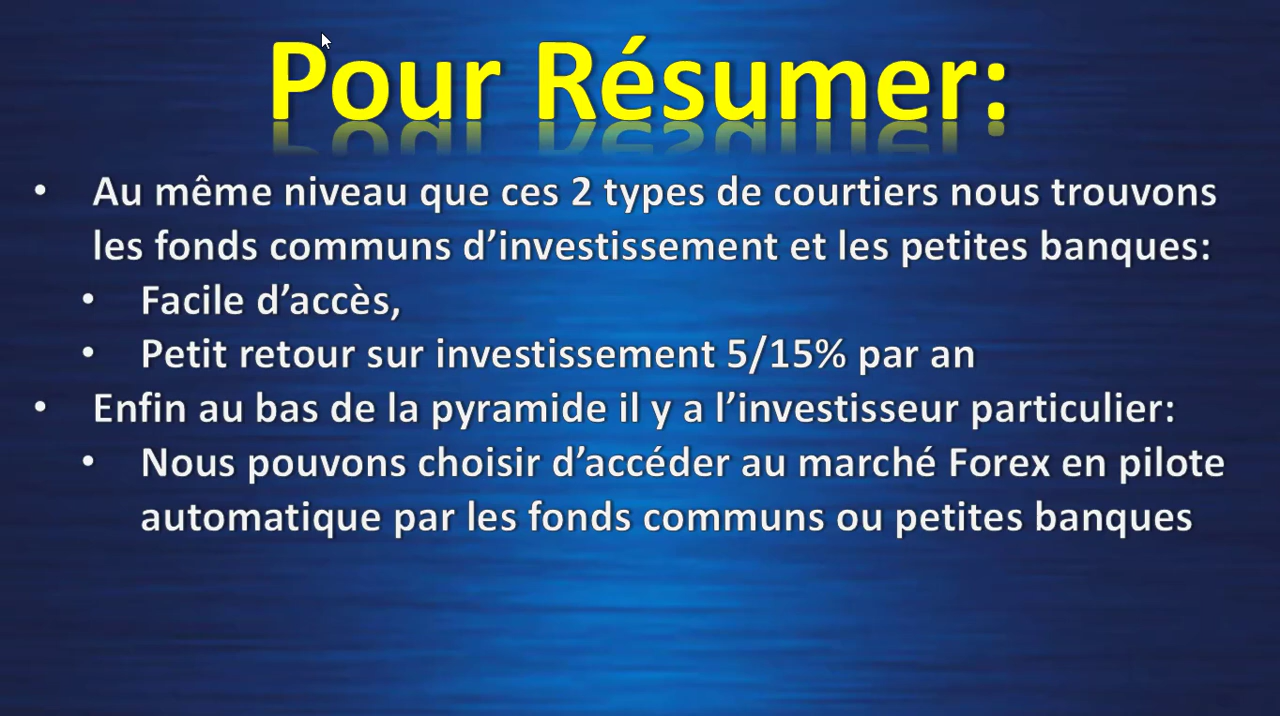 Pour Résumer:
• Au même niveau que ces 2 types de courtiers nous trouvons
les fonds communs d’investissement et les petites banques:
• Facile d’accès,
• Petit retour sur investissement 5/15% par an
• Enfin au bas de la pyramide il y a l’investisseur particulier:
• Nous pouvons choisir d’accéder au marché Forex en pilote
automatique par les fonds communs ou petites banques